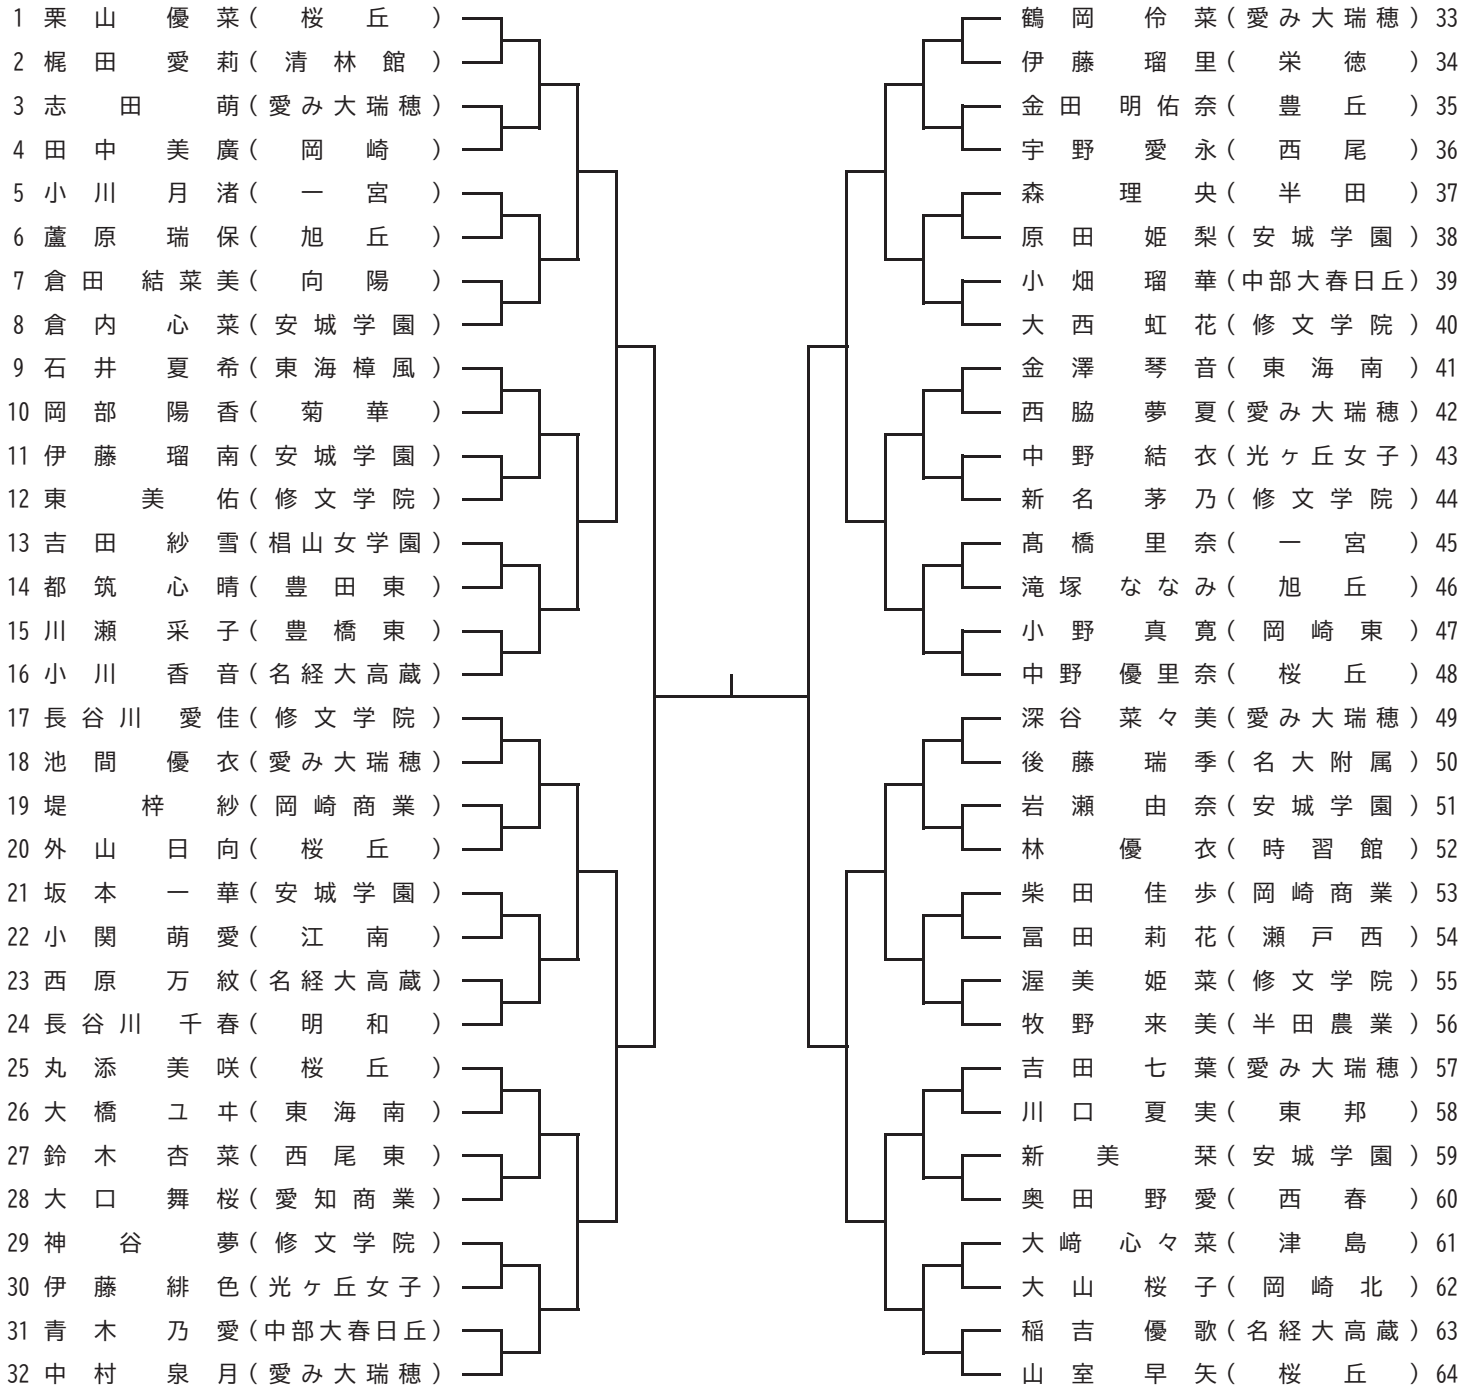 1 栗山 優菜(桜丘)
2 梶田 愛莉(清林館)
3 志田 萌(愛み大瑞穂)
4 田中 美廣(岡崎)
5 小川 月渚(一宮)
6 蘆原 瑞保(旭丘)
7 倉田 結菜美(向陽)
8 倉内 心菜(安城学園)
9 石井 夏希(東海樟風)
10 岡部 陽香(菊華)
11 伊藤 瑠南(安城学園)
12 東 美佑(修文学院)
13 吉田 紗雪(椙山女学園)
14 都筑 心晴(豊田東)
15 川瀬 采子(豊橋東)
16 小川 香音(名経大高蔵)
17 長谷川 愛佳(修文学院)
18 池間 優衣(愛み大瑞穂)
19 堤 梓紗(岡崎商業)
20 外山 日向(桜丘)
21 坂本 一華(安城学園)
22 小関 萌愛(江南)
23 西原 万紋(名経大高蔵)
24 長谷川 千春(明和)
25 丸添 美咲(桜丘)
26 大橋 ユヰ(東海南)
27 鈴木 杏菜(西尾東)
28 大口 舞桜(愛知商業)
29 神谷 夢(修文学院)
30 伊藤 緋色(光ヶ丘女子)
31 青木 乃愛(中部大春日丘)
32 中村 泉月(愛み大瑞穂)
鶴岡 伶菜(愛み大瑞穂) 33
伊藤 瑠里(栄徳) 34
金田 明佑奈(豊丘) 35
宇野 愛永(西尾) 36
森 理央(半田) 37
原田 姫梨(安城学園) 38
小畑 瑠華(中部大春日丘) 39
大西 虹花(修文学院) 40
金澤 琴音(東海南) 41
西脇 夢夏(愛み大瑞穂) 42
中野 結衣(光ヶ丘女子) 43
新名 茅乃(修文学院) 44
髙橋 里奈(一宮) 45
滝塚 ななみ(旭丘) 46
小野 真寛(岡崎東) 47
中野 優里奈(桜丘) 48
深谷 菜々美(愛み大瑞穂) 49
後藤 瑞季(名大附属) 50
岩瀬 由奈(安城学園) 51
林 優衣(時習館) 52
柴田 佳歩(岡崎商業) 53
冨田 莉花(瀬戸西) 54
渥美 姫菜(修文学院) 55
牧野 来美(半田農業) 56
吉田 七葉(愛み大瑞穂) 57
川口 夏実(東邦) 58
新美 栞(安城学園) 59
奥田 野愛(西春) 60
大﨑 心々菜(津島) 61
大山 桜子(岡崎北) 62
稲吉 優歌(名経大高蔵) 63
山室 早矢(桜丘) 64